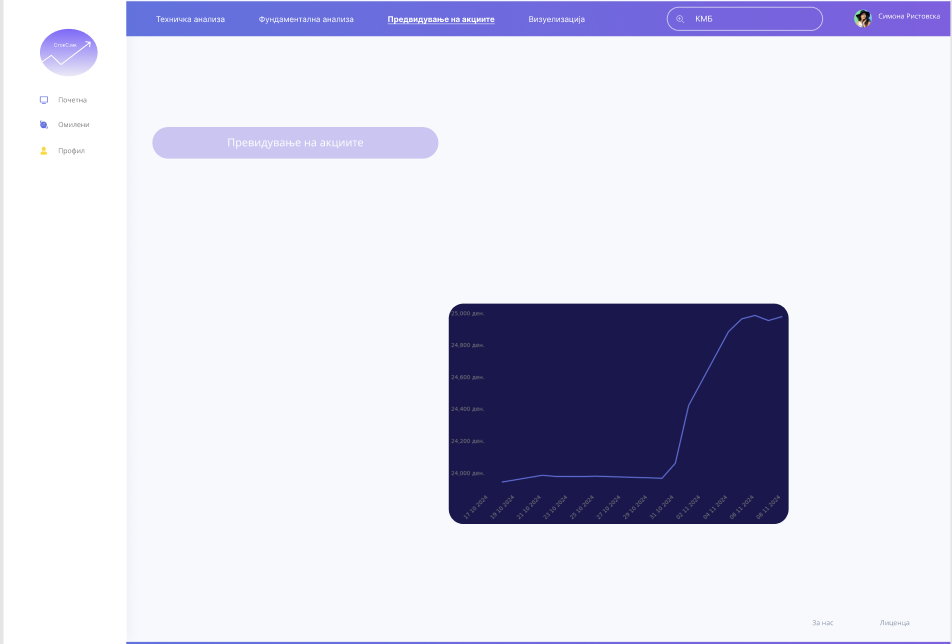 Техничка анализа
Фундаментална анализа
Предвидување на акциите
Визуелизација
КМБ
Симона Ристовска
Почетна
Омилени
Профил
Превидување на акциите
25,000 ден.
24,800 ден.
24,600 ден.
24,400 ден.
24,200 ден.
24,000 ден.
17 10 2024
19 10 2024
21 10 2024
23 10 2024
25 10 2024
27 10 2024
29 10 2024
31 10 2024
02 11 2024
04 11 2024
06 11 2024
08 11 2024
За нас
Лиценца